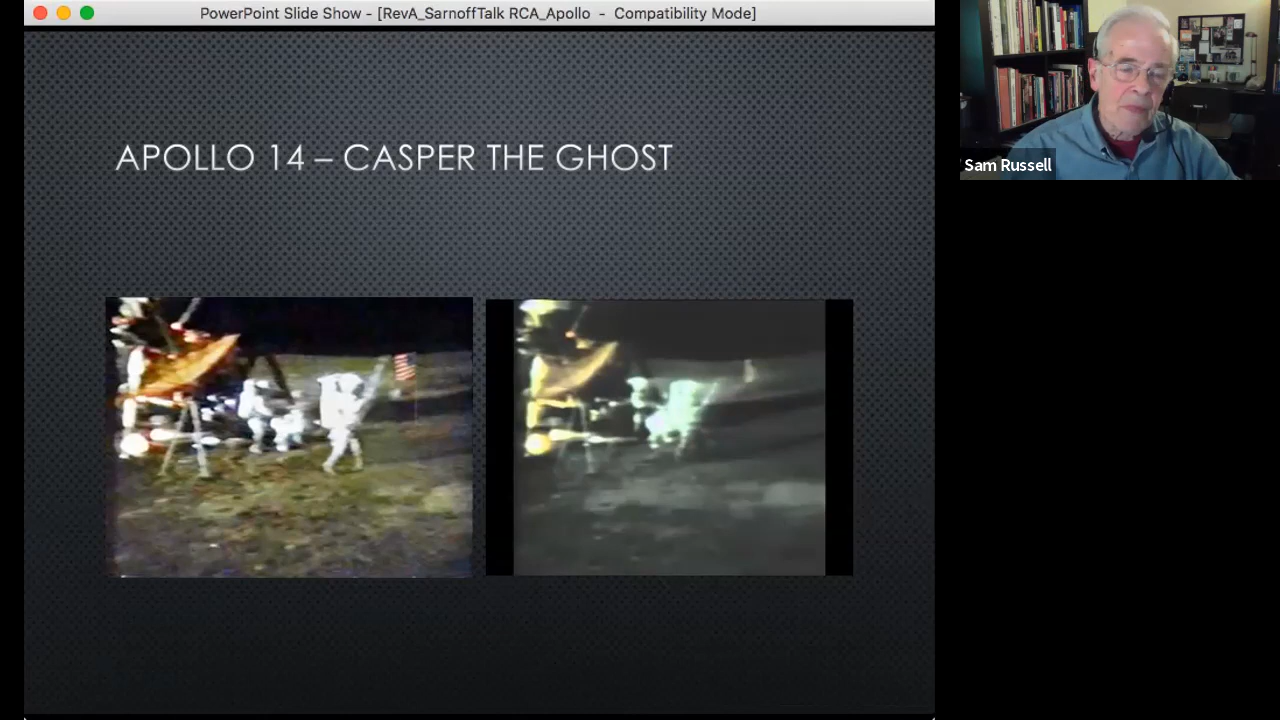 PowerPoint Slide Show - [RevA_SarnoffTalk RCA_Apollo - Compatibility Mode]
APOLLO 14 – CASPER THE GHOST
Sam Russell